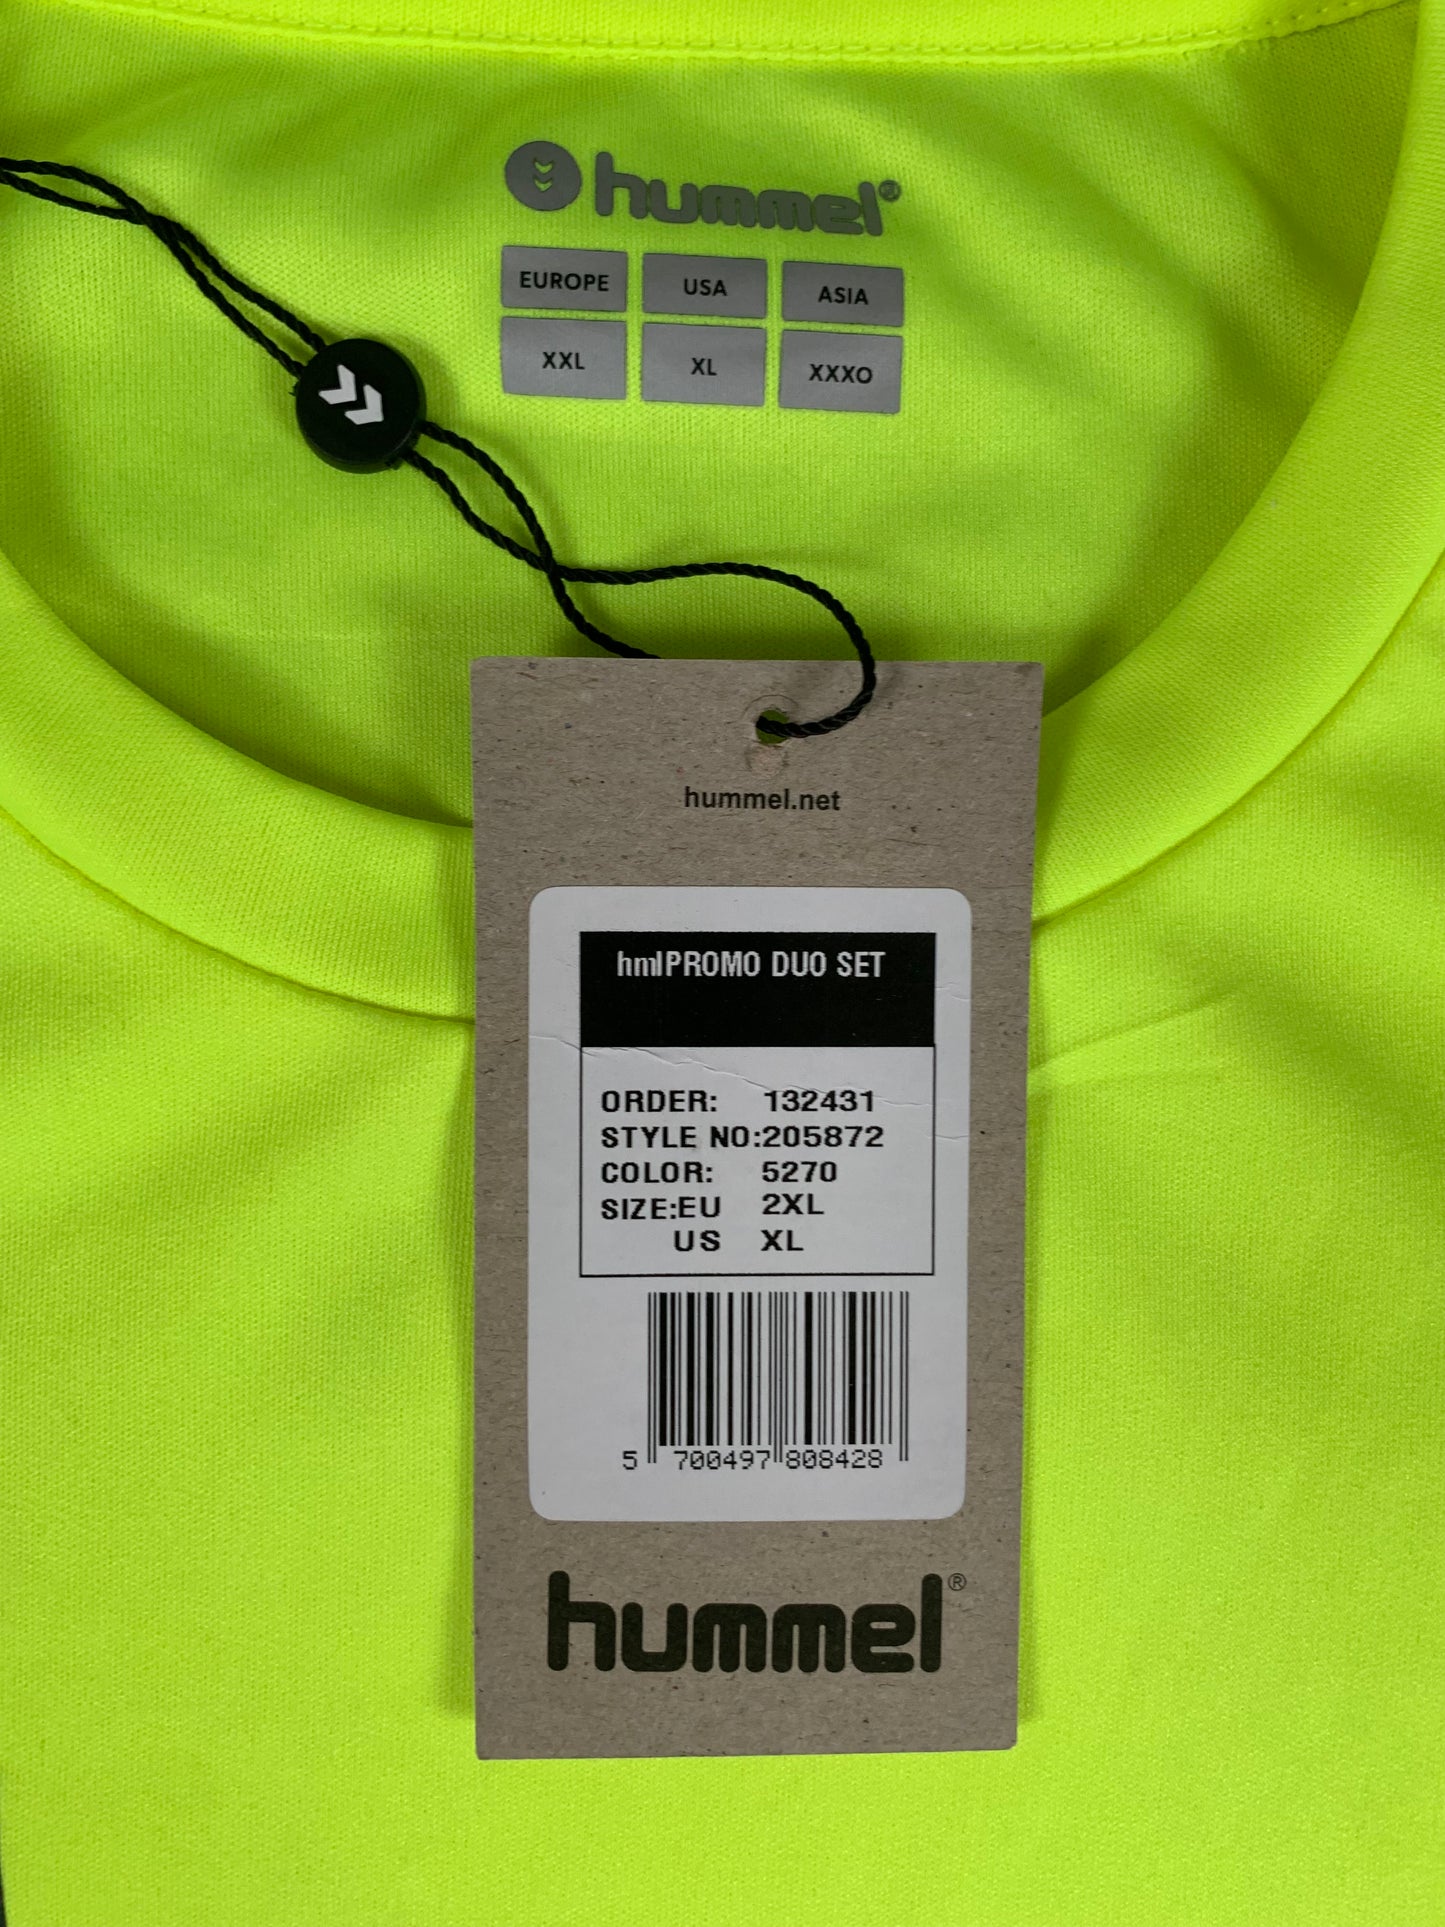 hummel®
EUROPE USA ASIA
XXL XL XXXO
hummel.net
hmlPROMO DUO SET
ORDER: 132431
STYLE NO:205872
COLOR: 5270
SIZE:EU 2XL
US XL
5 700497 808428
hummel®